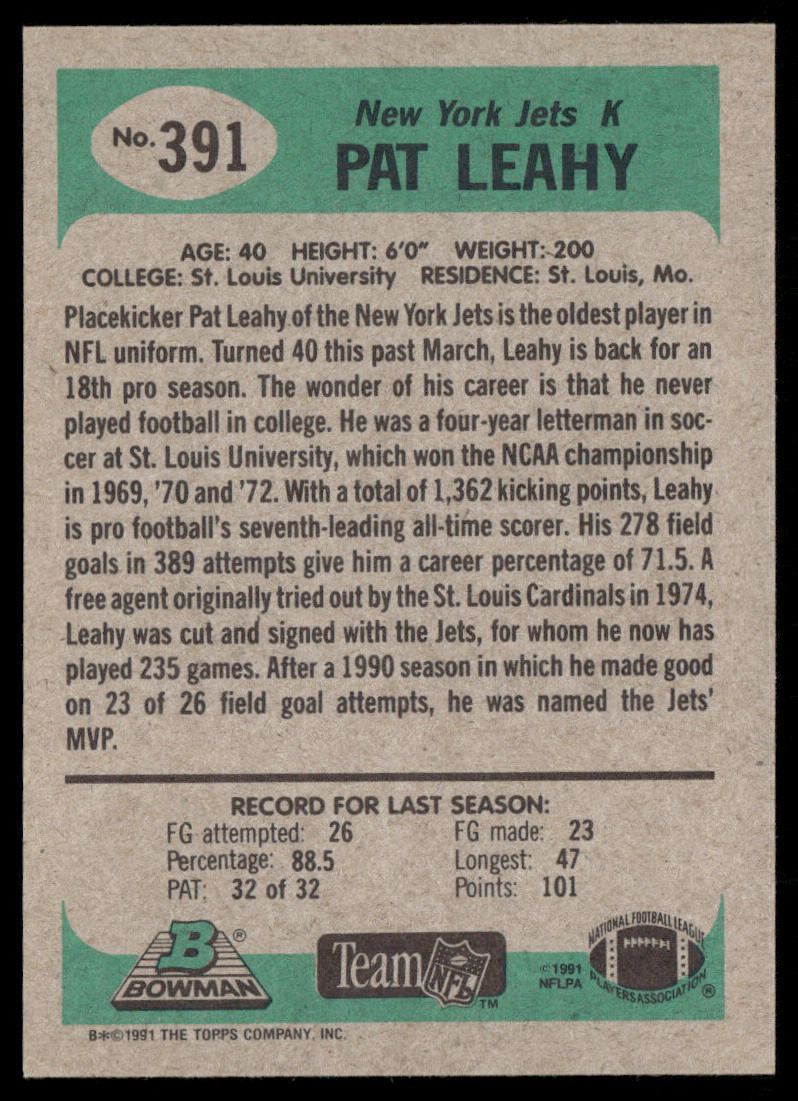 No. 391
New York Jets K
PAT LEAHY
AGE: 40 HEIGHT: 6'0" WEIGHT: 200
COLLEGE: St. Louis University RESIDENCE: St. Louis, Mo.
Placekicker Pat Leahy of the New York Jets is the oldest player in
NFL uniform. Turned 40 this past March, Leahy is back for an
18th pro season. The wonder of his career is that he never
played football in college. He was a four-year letterman in soc-
cer at St. Louis University, which won the NCAA championship
in 1969, '70 and '72. With a total of 1,362 kicking points, Leahy
is pro football's seventh-leading all-time scorer. His 278 field
goals in 389 attempts give him a career percentage of 71.5. A
free agent originally tried out by the St. Louis Cardinals in 1974,
Leahy was cut and signed with the Jets, for whom he now has
played 235 games. After a 1990 season in which he made good
on 23 of 26 field goal attempts, he was named the Jets'
MVP.
RECORD FOR LAST SEASON:
FG attempted: 26 FG made: 23
Percentage: 88.5 Longest: 47
PAT: 32 of 32 Points: 101
B ®
BOWMAN
Team NFL ™
©1991
NFLPA
NATIONAL FOOTBALL LEAGUE
PLAYERS ASSOCIATION ®
B*©1991 THE TOPPS COMPANY, INC.